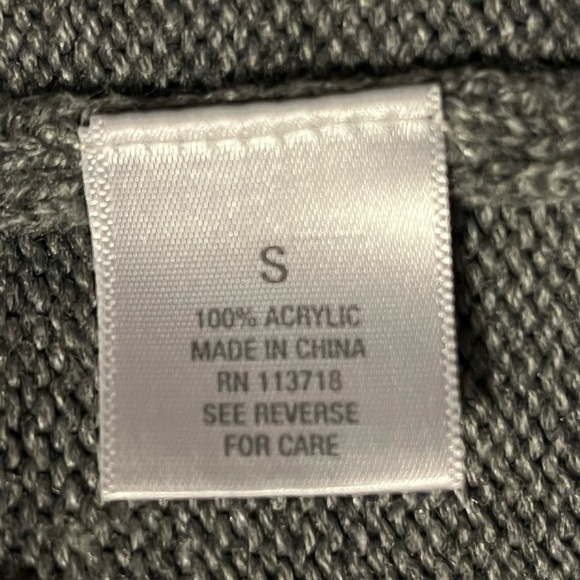 S
100% ACRYLIC
MADE IN CHINA
RN 113718
SEE REVERSE
FOR CARE